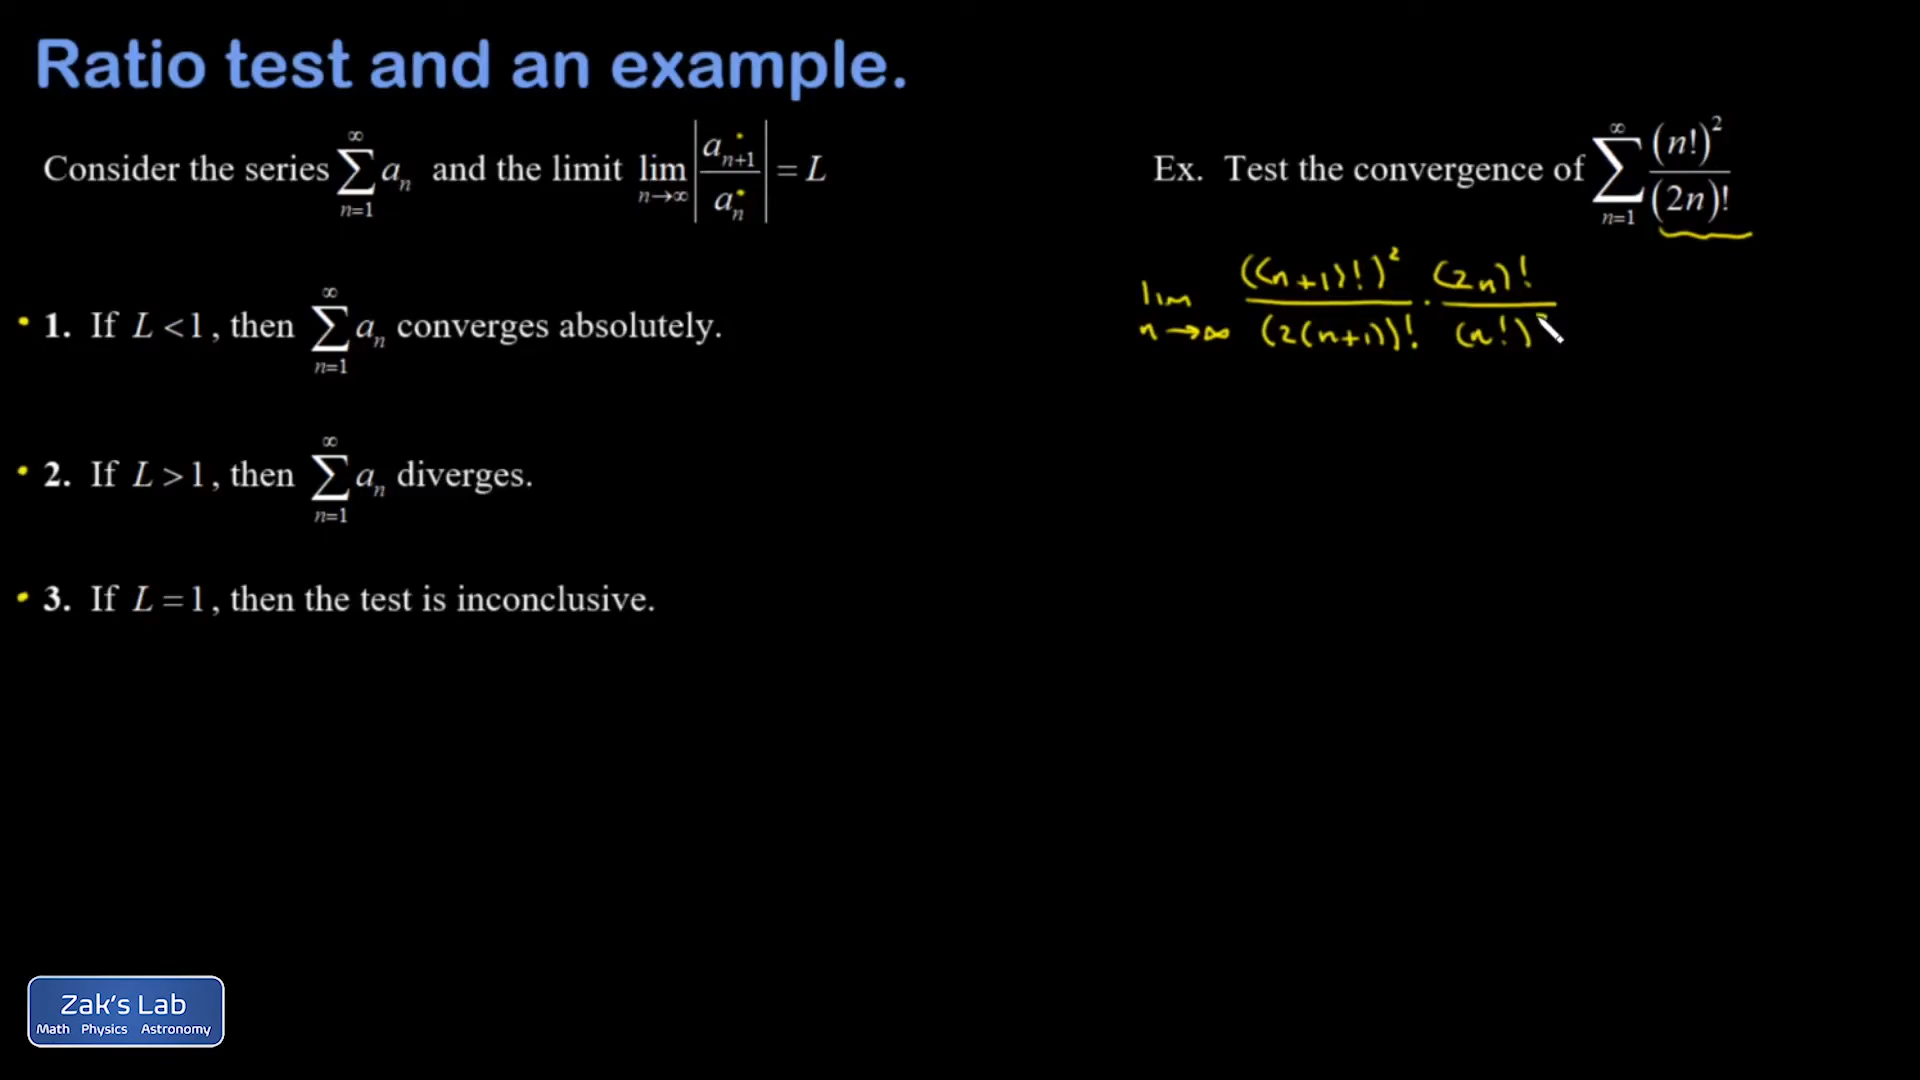 Ratio test and an example.
Consider the series ∑_{n=1}^{∞} a_n and the limit lim_{n→∞} |a_{n+1}/a_n| = L
1. If L < 1, then ∑_{n=1}^{∞} a_n converges absolutely.
2. If L > 1, then ∑_{n=1}^{∞} a_n diverges.
3. If L = 1, then the test is inconclusive.
Ex. Test the convergence of ∑_{n=1}^{∞} (n!)²/(2n)!
lim_{n→∞} ((n+1)!)²/(2(n+1))! · (2n)!/(n!)²
Zak's Lab
Math Physics Astronomy